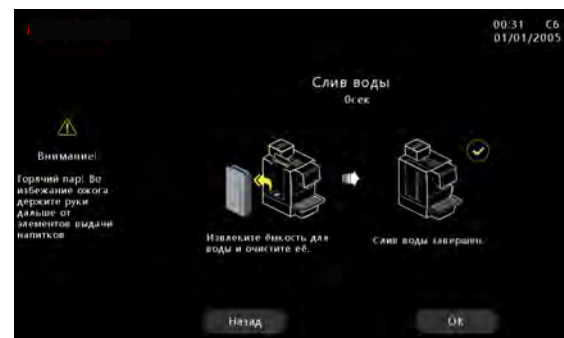 00:31 Сб
01/01/2005
Слив воды
0сек
Внимание!
Горячий пар! Во
избежание ожога
держите руки
дальше от
элементов выдачи
напитков
Извлеките ёмкость для
воды и очистите её.
Слив воды завершен.
Назад
OK